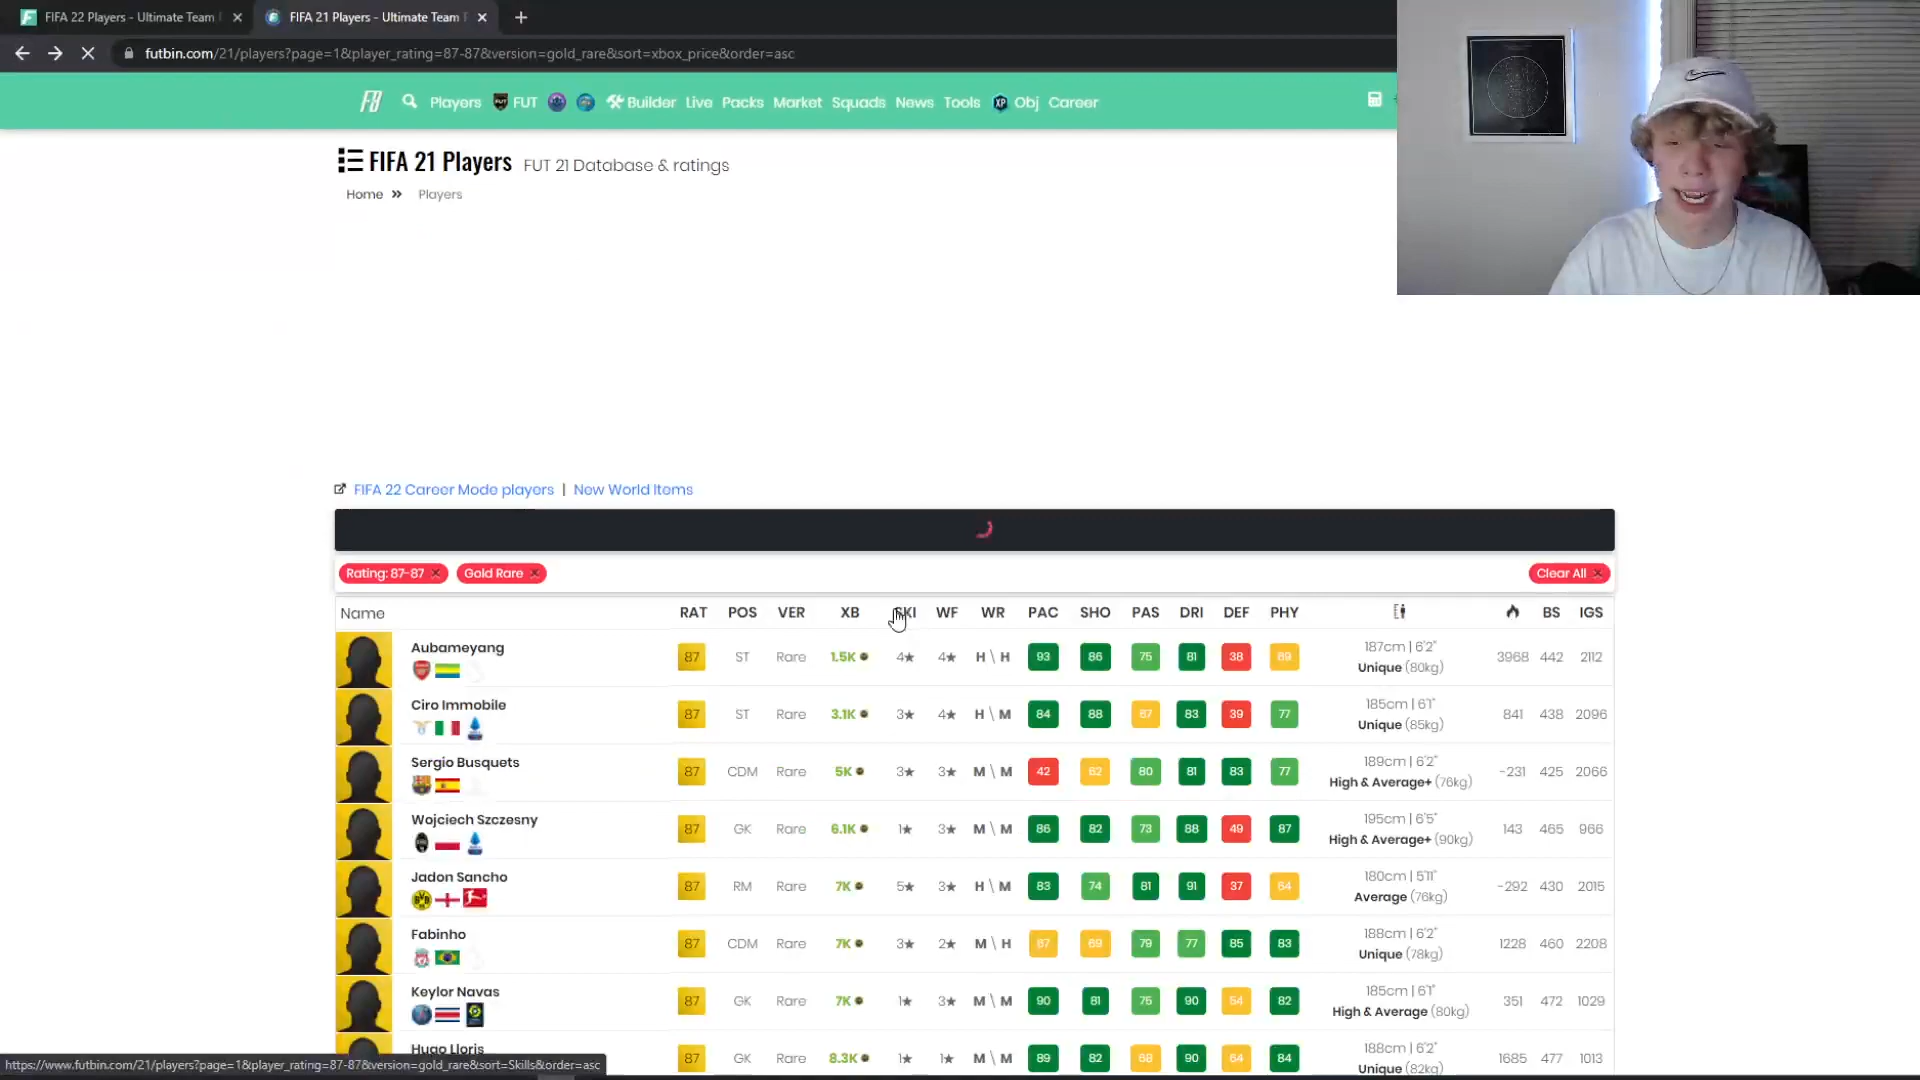 FIFA 22 Players - Ultimate Team
FIFA 21 Players - Ultimate Team
futbin.com/21/players?page=1&player_rating=87-87&version=gold_rare&sort=xbox_price&order=asc
Players FUT Builder Live Packs Market Squads News Tools XP Obj Career
FIFA 21 Players FUT 21 Database & ratings
Home » Players
FIFA 22 Career Mode players | New World Items
Rating: 87-87 Gold Rare Clear All
Name RAT POS VER XB SKI WF WR PAC SHO PAS DRI DEF PHY BS IGS
Aubameyang 87 ST Rare 1.5K 4★ 4★ H \ H 93 86 75 81 38 69 187cm | 6'2" 3968 442 2112
Unique (80kg)
Ciro Immobile 87 ST Rare 3.1K 3★ 4★ H \ M 84 88 67 83 39 77 185cm | 6'1" 841 438 2096
Unique (85kg)
Sergio Busquets 87 CDM Rare 5K 3★ 3★ M \ M 42 62 80 81 83 77 189cm | 6'2" -231 425 2066
High & Average+ (76kg)
Wojciech Szczesny 87 GK Rare 6.1K 1★ 3★ M \ M 86 82 73 88 49 87 195cm | 6'5" 143 465 966
High & Average+ (90kg)
Jadon Sancho 87 RM Rare 7K 5★ 3★ H \ M 83 74 81 91 37 64 180cm | 5'11" -292 430 2015
Average (76kg)
Fabinho 87 CDM Rare 7K 3★ 2★ M \ H 67 69 79 77 85 83 188cm | 6'2" 1228 460 2208
Unique (78kg)
Keylor Navas 87 GK Rare 7K 1★ 3★ M \ M 90 81 75 90 54 82 185cm | 6'1" 351 472 1029
High & Average (80kg)
Hugo Lloris 87 GK Rare 8.3K 1★ 1★ M \ M 89 82 68 90 64 84 188cm | 6'2" 1685 477 1013
Unique (82kg)
https://www.futbin.com/21/players?page=1&player_rating=87-87&version=gold_rare&sort=Skills&order=asc